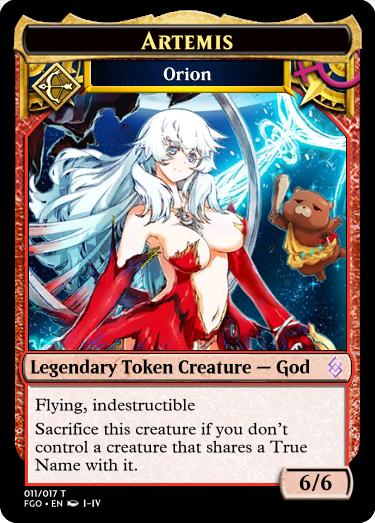 ARTEMIS
Orion
Legendary Token Creature — God
Flying, indestructible
Sacrifice this creature if you don't
control a creature that shares a True
Name with it.
6/6
011/017 T
FGO • EN I-IV